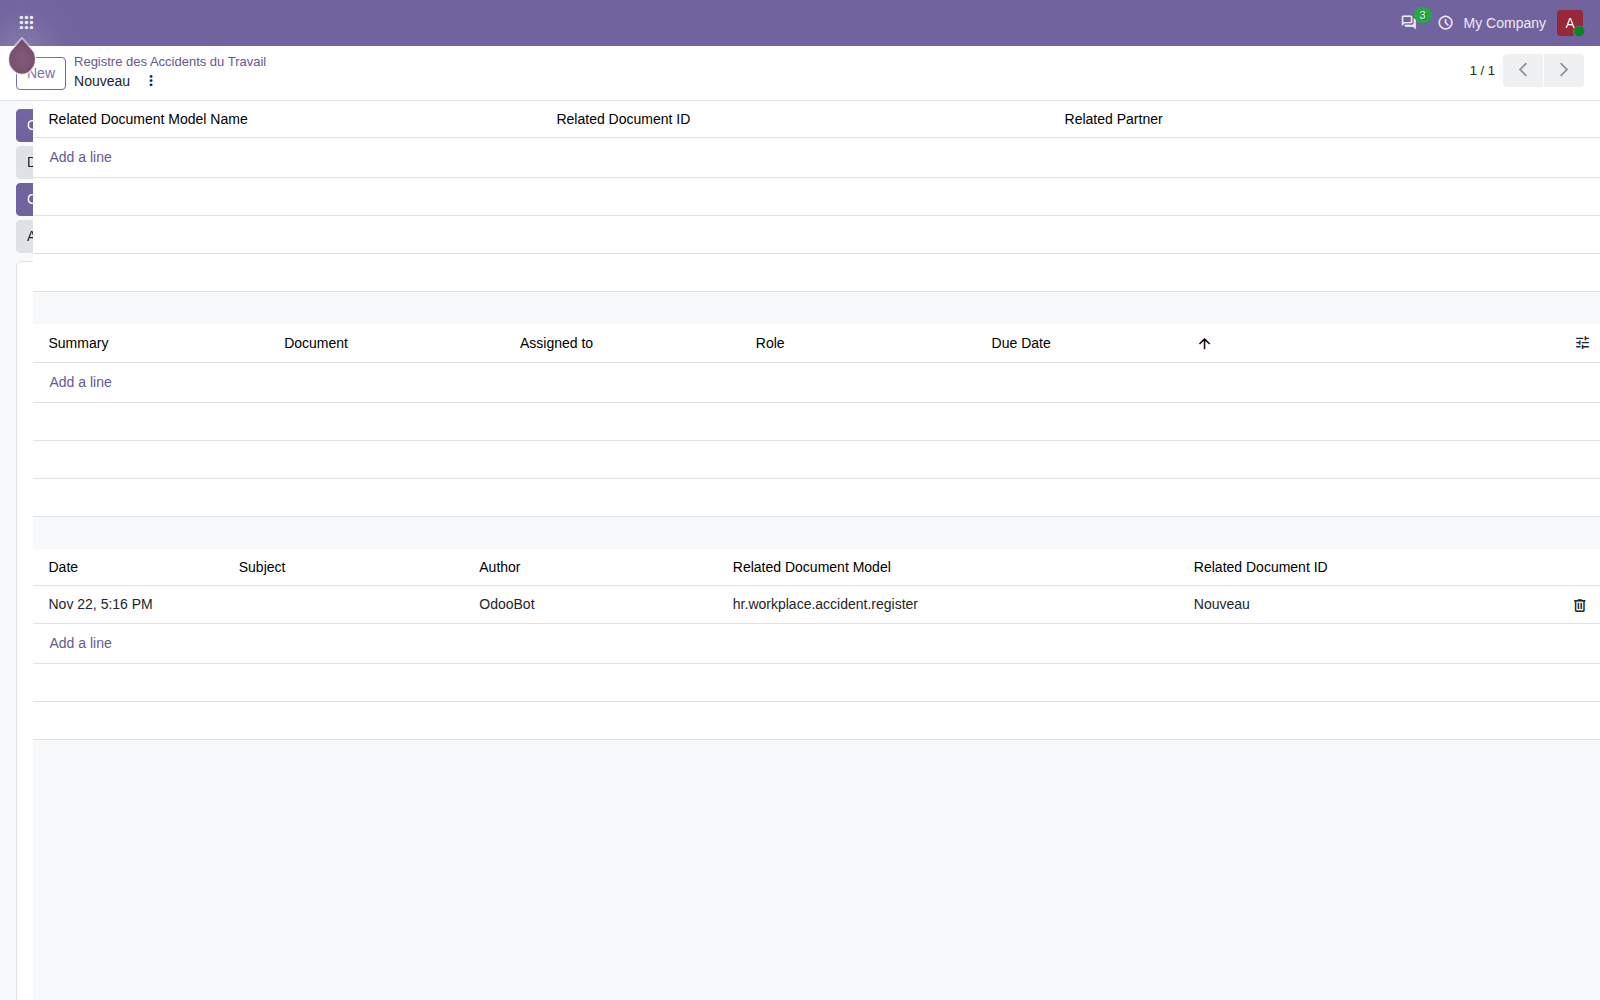 3 My Company A
New
Registre des Accidents du Travail
Nouveau
1 / 1
Related Document Model Name Related Document ID Related Partner
Add a line
Summary Document Assigned to Role Due Date
Add a line
Date Subject Author Related Document Model Related Document ID
Nov 22, 5:16 PM OdooBot hr.workplace.accident.register Nouveau
Add a line